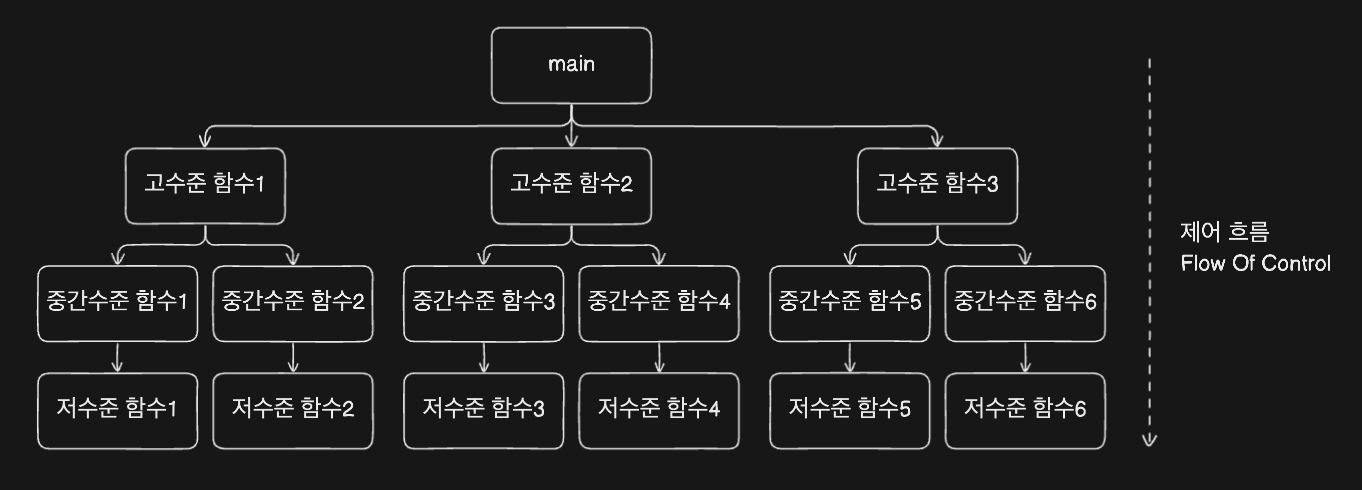 main
고수준 함수1
고수준 함수2
고수준 함수3
제어 흐름
Flow Of Control
중간수준 함수1
중간수준 함수2
중간수준 함수3
중간수준 함수4
중간수준 함수5
중간수준 함수6
저수준 함수1
저수준 함수2
저수준 함수3
저수준 함수4
저수준 함수5
저수준 함수6